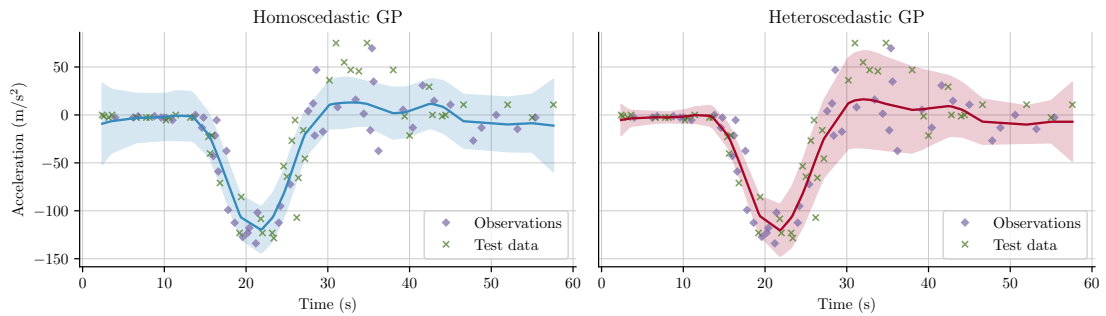 Homoscedastic GP
Heteroscedastic GP
Acceleration (m/s²)
50
0
−50
−100
−150
Observations
Test data
Observations
Test data
0 10 20 30 40 50 60
0 10 20 30 40 50 60
Time (s)
Time (s)